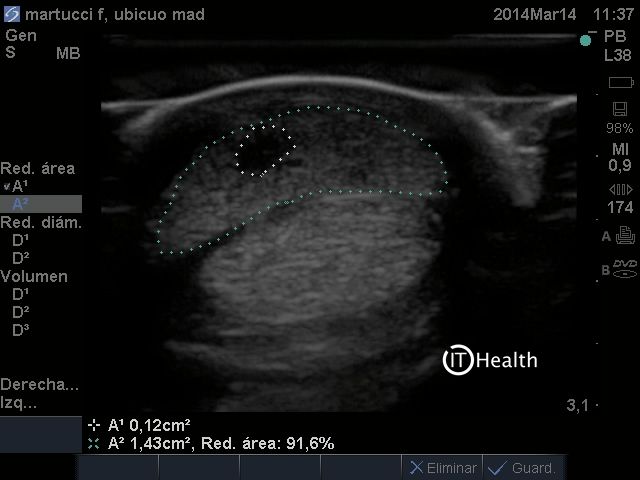 martucci f, ubicuo mad
2014Mar14
11:37
Gen
S MB
PB
L38
98%
MI
0,9
174
A
B DVD
Red. área
A¹
A²
Red. diám.
D¹
D²
Volumen
D¹
D²
D³
Derecha...
Izq...
IT Health
3,1
A¹ 0,12cm²
A² 1,43cm², Red. área: 91,6%
Eliminar
Guard.